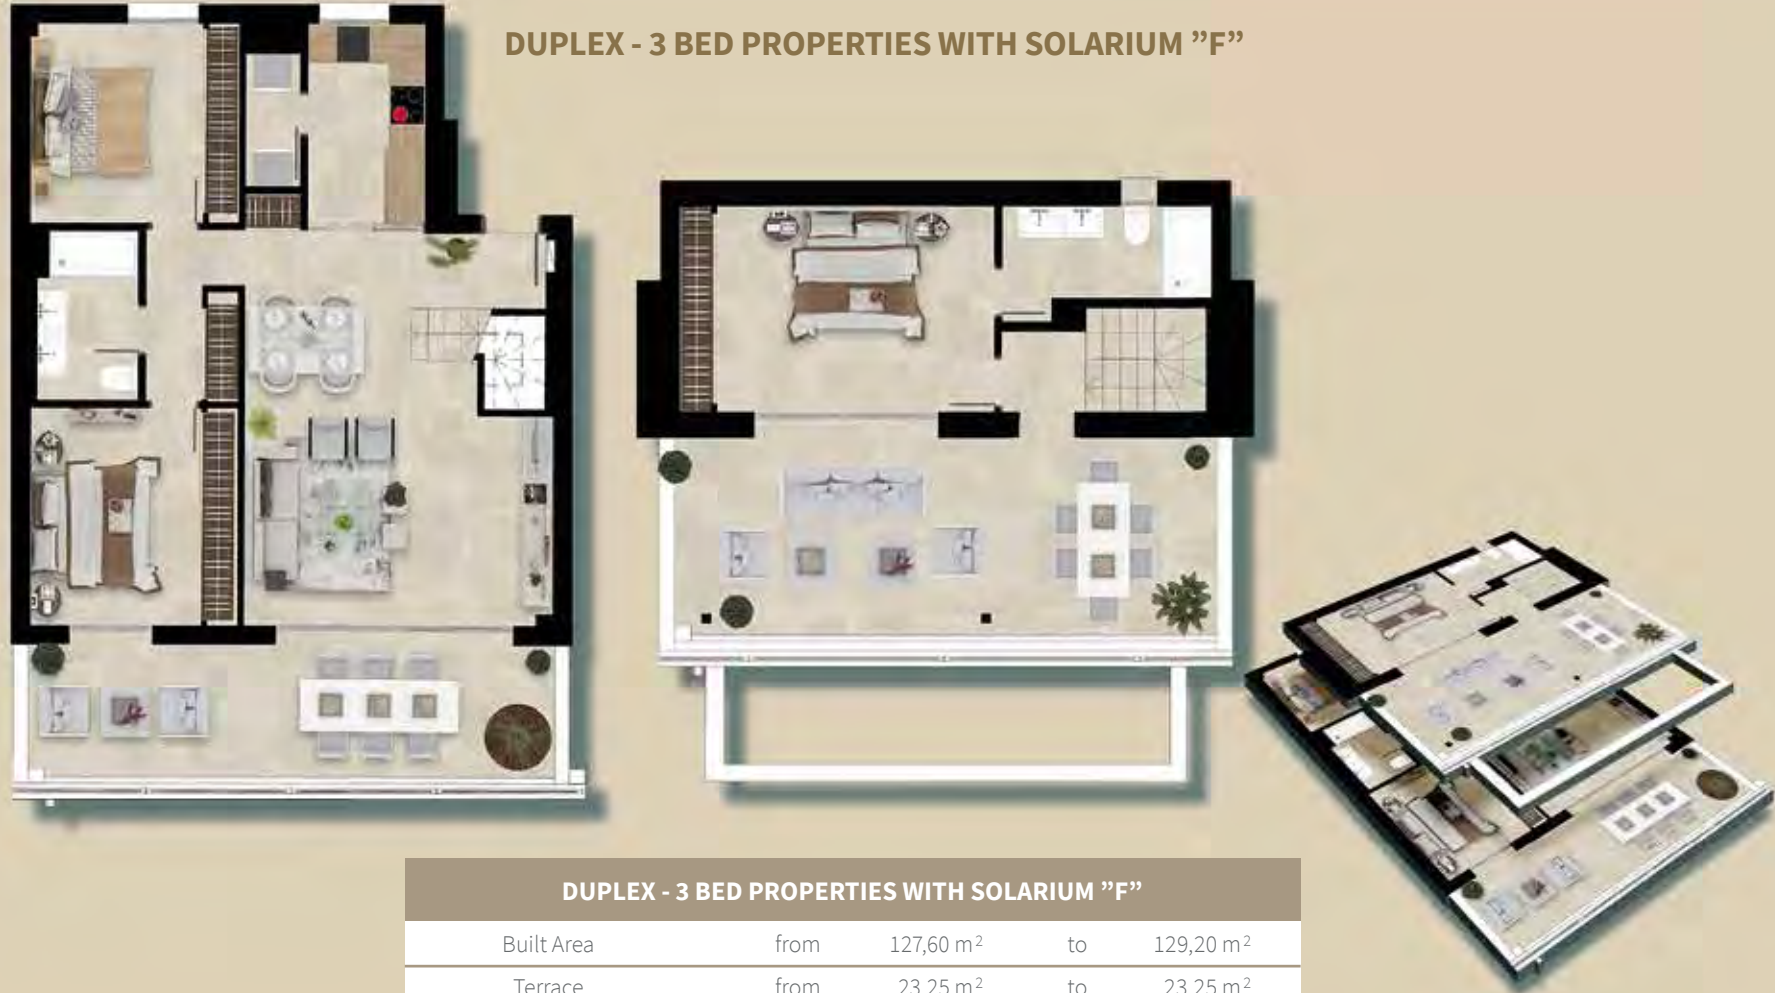 DUPLEX - 3 BED PROPERTIES WITH SOLARIUM ”F”
DUPLEX - 3 BED PROPERTIES WITH SOLARIUM ”F”
Built Area from 127,60 m² to 129,20 m²
Terrace from 23,25 m² to 23,25 m²